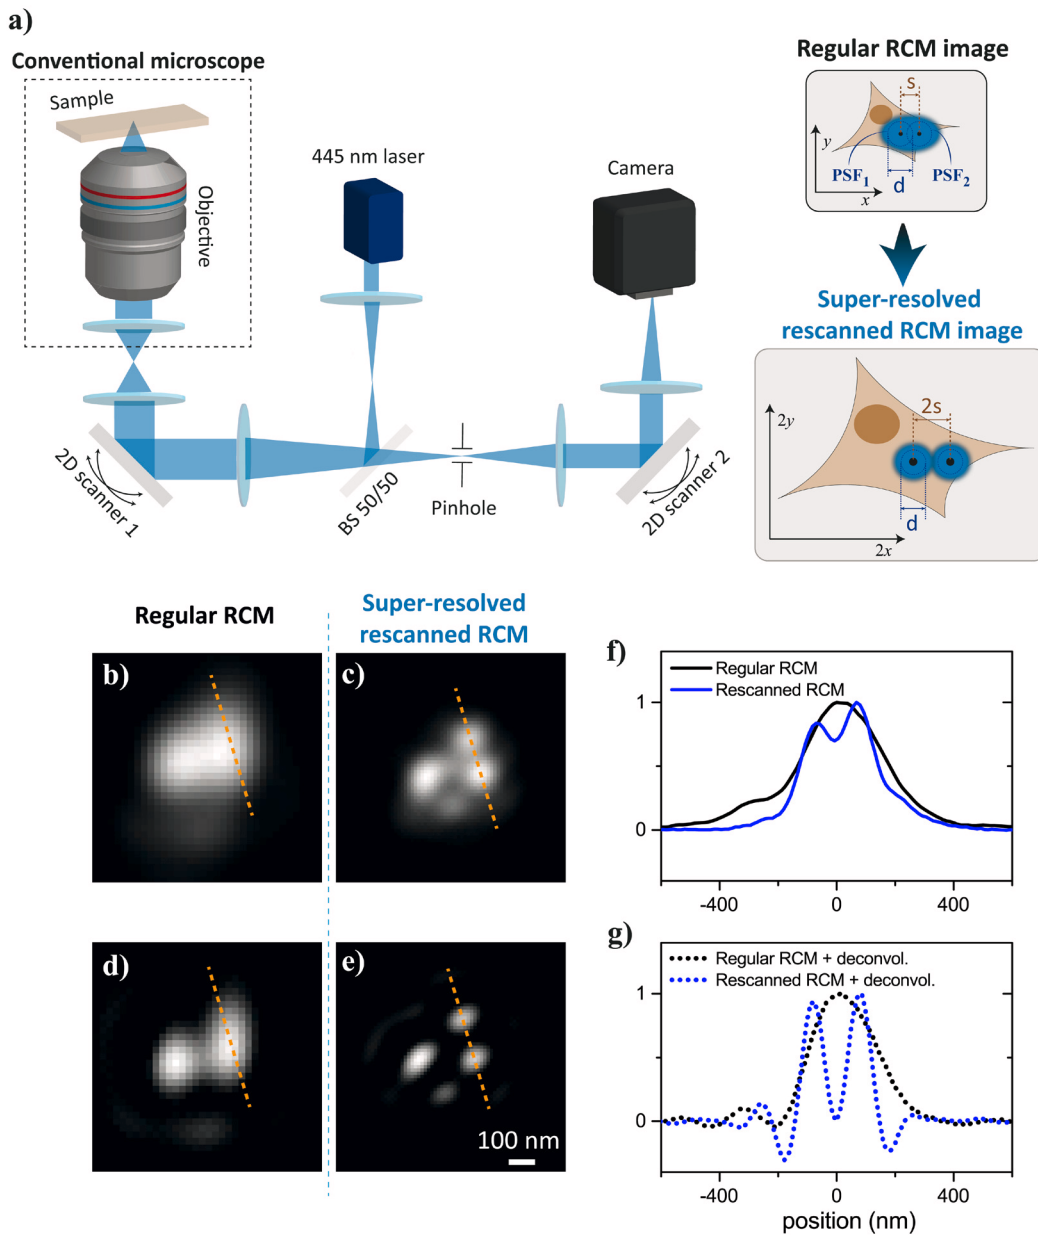 a)
Conventional microscope
Sample
Objective
445 nm laser
Camera
2D scanner 1
BS 50/50
Pinhole
2D scanner 2
Regular RCM image
s
y
PSF1
d
PSF2
x
Super-resolved
rescanned RCM image
2s
2y
d
2x
Regular RCM
Super-resolved
rescanned RCM
b)
c)
d)
e)
100 nm
f)
Regular RCM
Rescanned RCM
1
0
-400
0
400
g)
Regular RCM + deconvol.
Rescanned RCM + deconvol.
1
0
-400
0
400
position (nm)